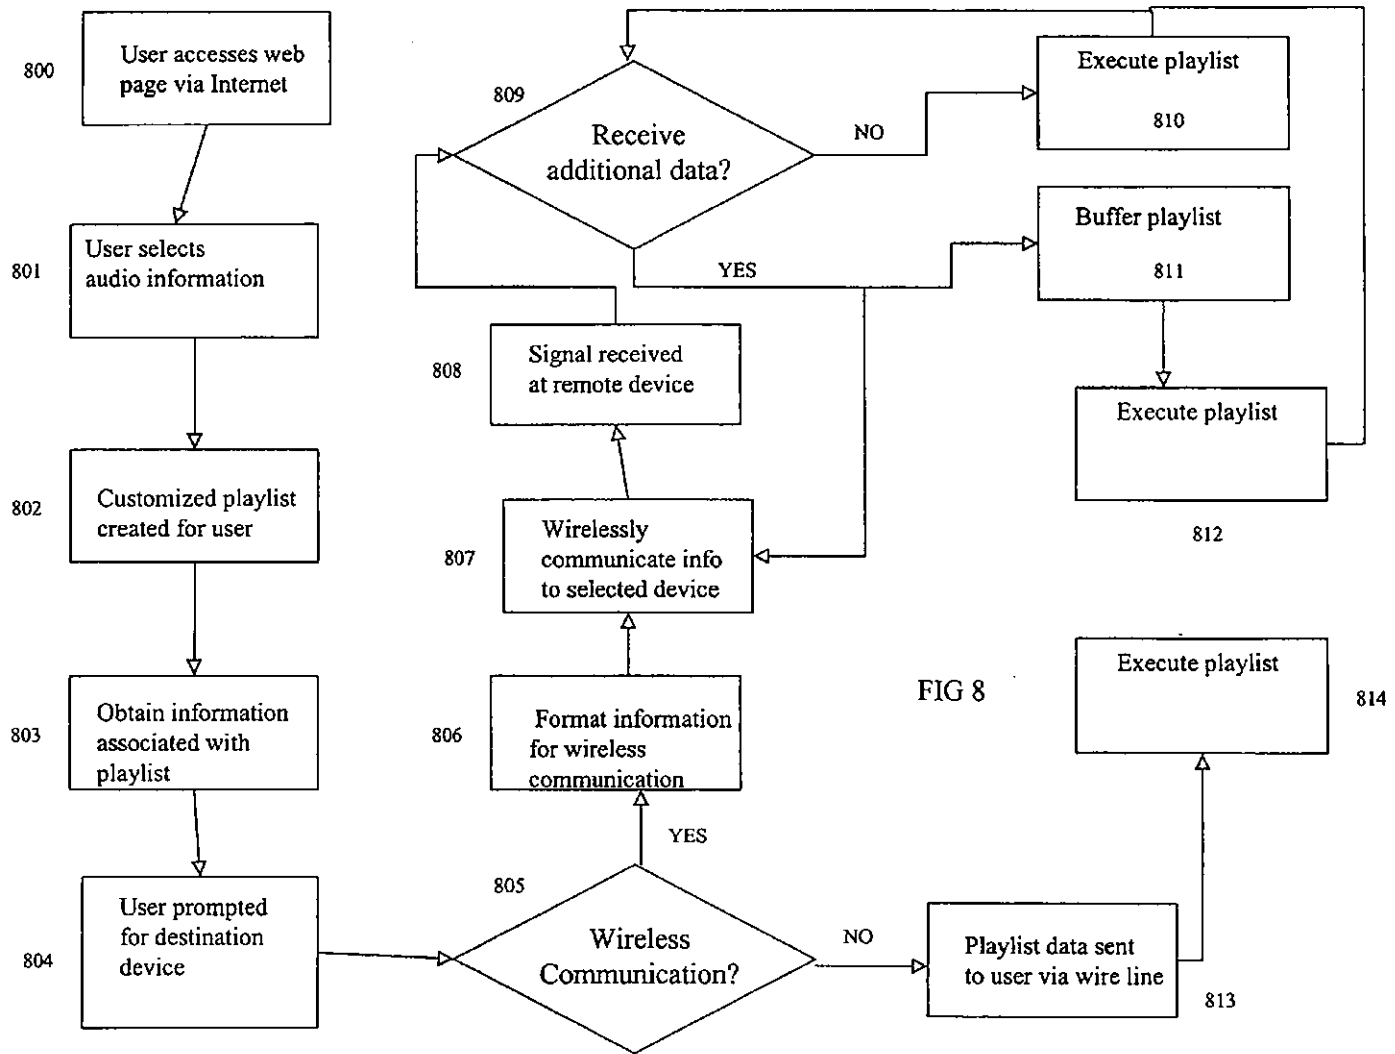 800
User accesses web
page via Internet
801
User selects
audio information
802
Customized playlist
created for user
803
Obtain information
associated with
playlist
804
User prompted
for destination
device
805
Wireless
Communication?
YES
NO
806
Format information
for wireless
communication
807
Wirelessly
communicate info
to selected device
808
Signal received
at remote device
809
Receive
additional data?
NO
YES
Execute playlist
810
Buffer playlist
811
Execute playlist
812
Playlist data sent
to user via wire line
813
Execute playlist
814
FIG 8